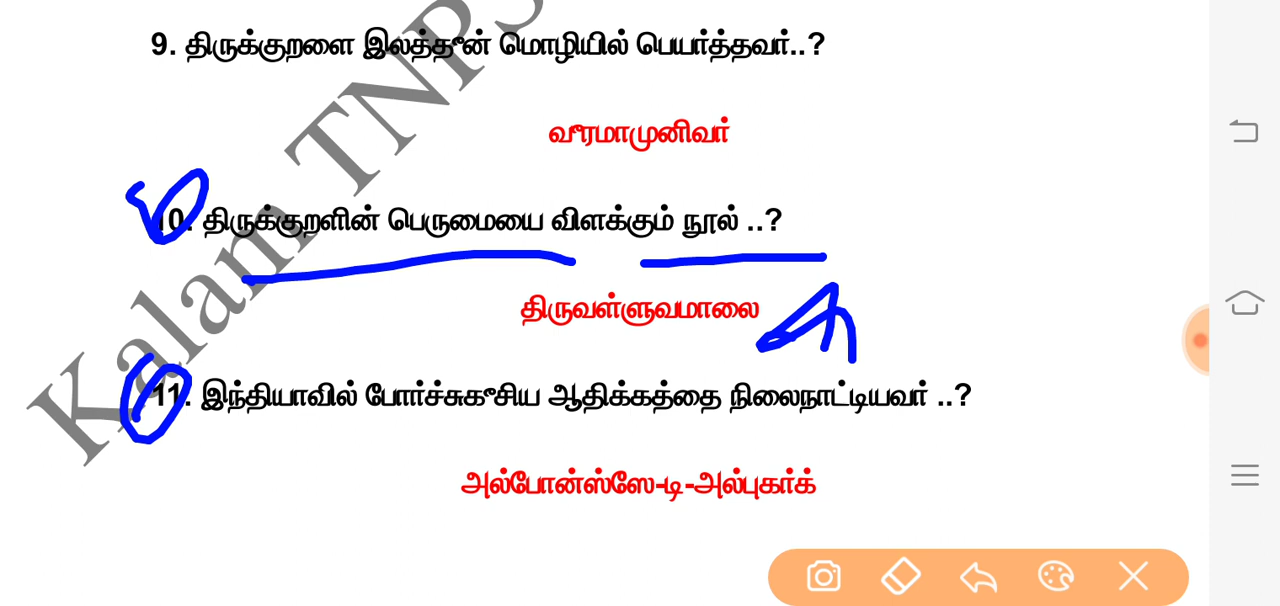 9. திருக்குறளை இலத்தூன் மொழியில் பெயர்த்தவர்..?
வீரமாமுனிவர்
10. திருக்குறளின் பெருமையை விளக்கும் நூல் ..?
திருவள்ளுவமாலை
11. இந்தியாவில் போர்ச்சுகீசிய ஆதிக்கத்தை நிலைநாட்டியவர் ..?
அல்போன்ஸ்ஸே-டி-அல்புகர்க்
Kalam TNPS